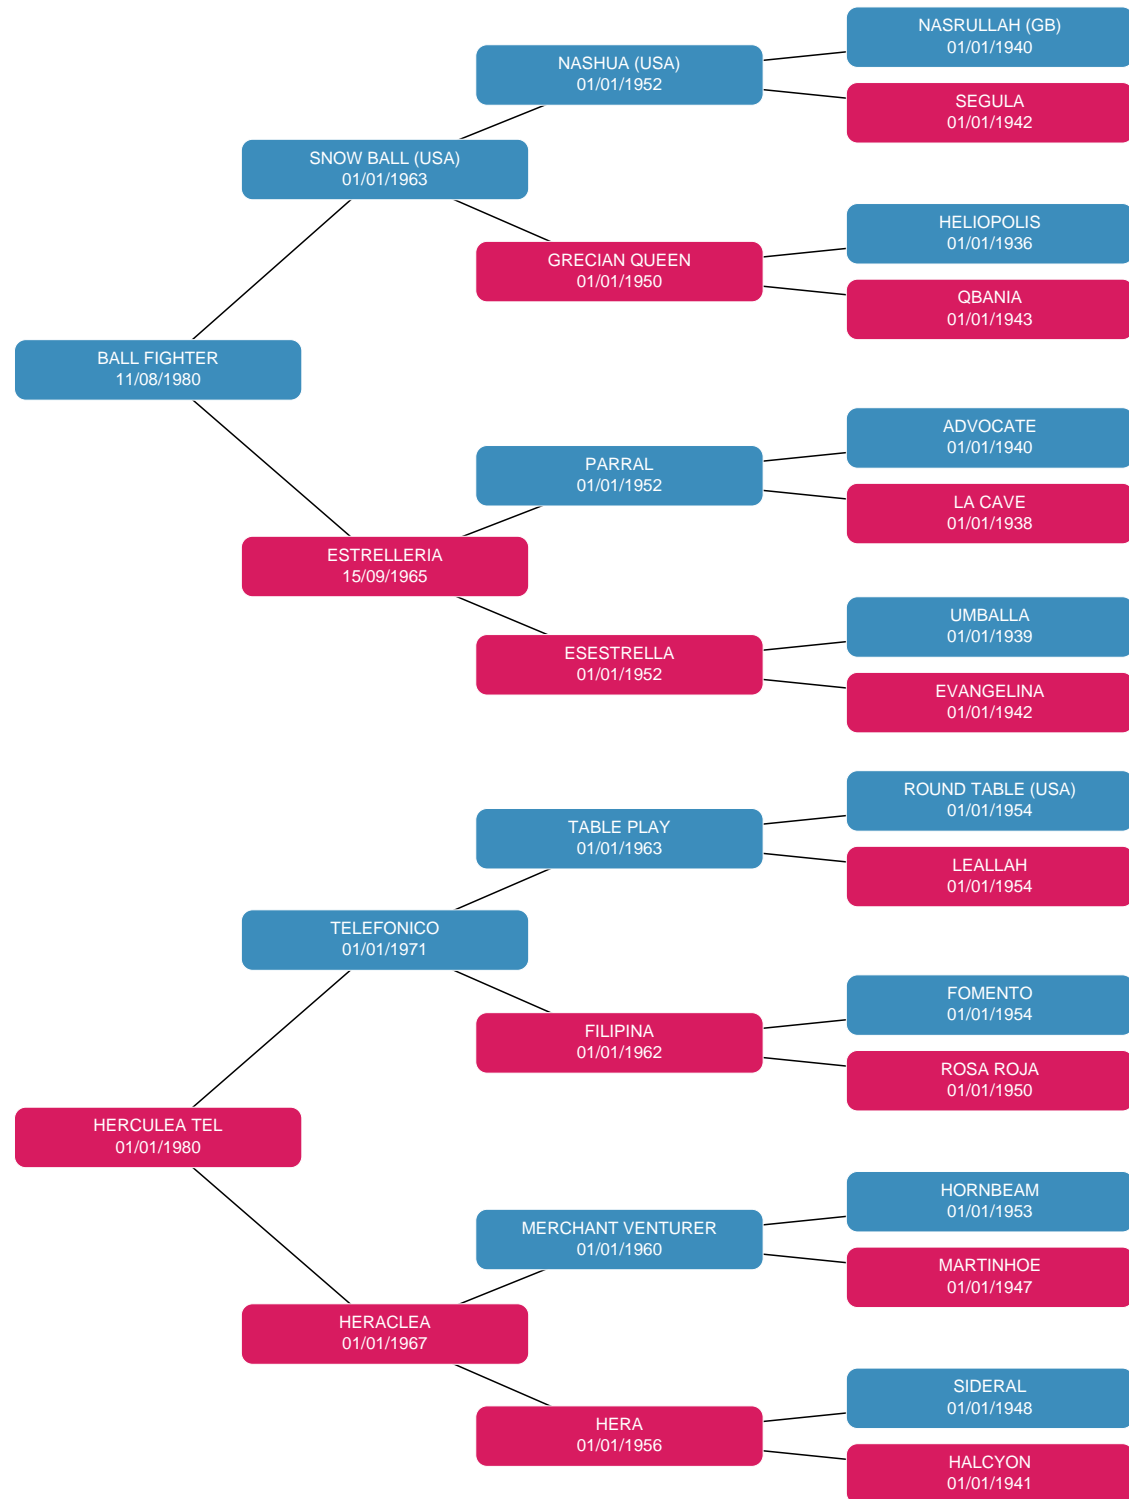 NASRULLAH (GB)
01/01/1940
NASHUA (USA)
01/01/1952
SEGULA
01/01/1942
SNOW BALL (USA)
01/01/1963
HELIOPOLIS
01/01/1936
GRECIAN QUEEN
01/01/1950
QBANIA
01/01/1943
BALL FIGHTER
11/08/1980
ADVOCATE
01/01/1940
PARRAL
01/01/1952
LA CAVE
01/01/1938
ESTRELLERIA
15/09/1965
UMBALLA
01/01/1939
ESESTRELLA
01/01/1952
EVANGELINA
01/01/1942
ROUND TABLE (USA)
01/01/1954
TABLE PLAY
01/01/1963
LEALLAH
01/01/1954
TELEFONICO
01/01/1971
FOMENTO
01/01/1954
FILIPINA
01/01/1962
ROSA ROJA
01/01/1950
HERCULEA TEL
01/01/1980
HORNBEAM
01/01/1953
MERCHANT VENTURER
01/01/1960
MARTINHOE
01/01/1947
HERACLEA
01/01/1967
SIDERAL
01/01/1948
HERA
01/01/1956
HALCYON
01/01/1941